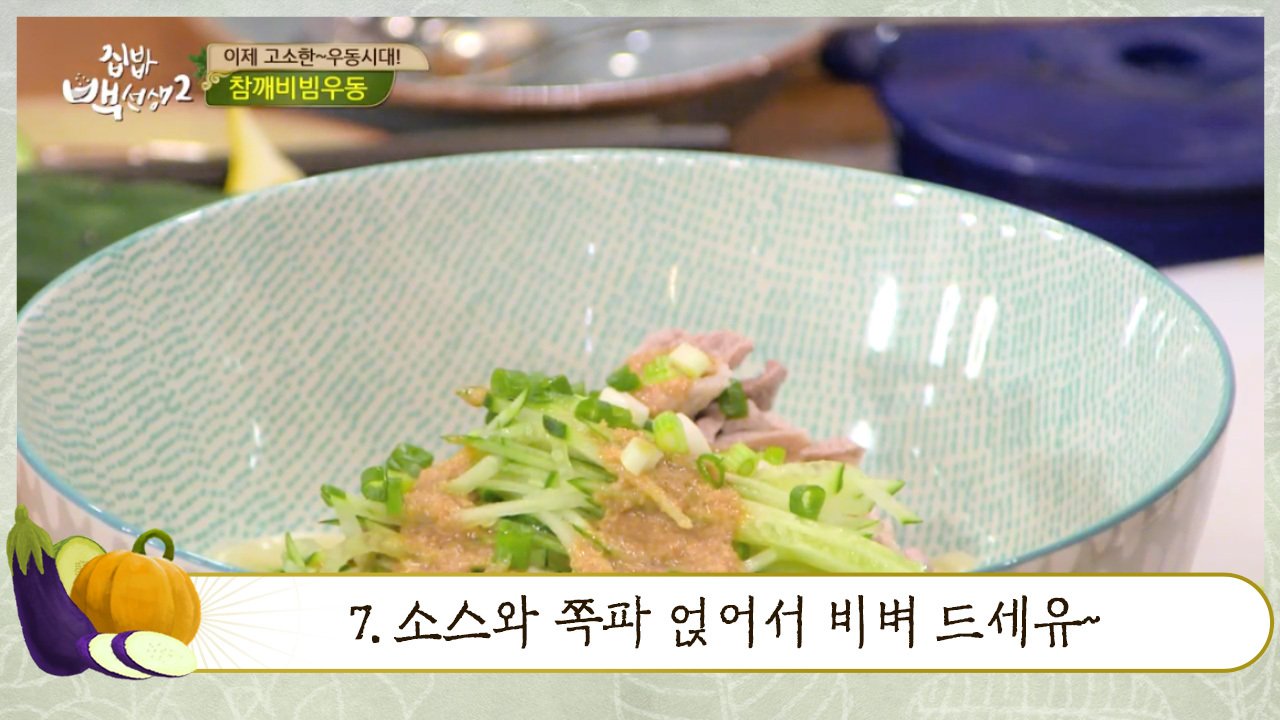 집밥
백선생2
이제 고소한~우동시대!
참깨비빔우동
7. 소스와 쪽파 얹어서 비벼 드세유~